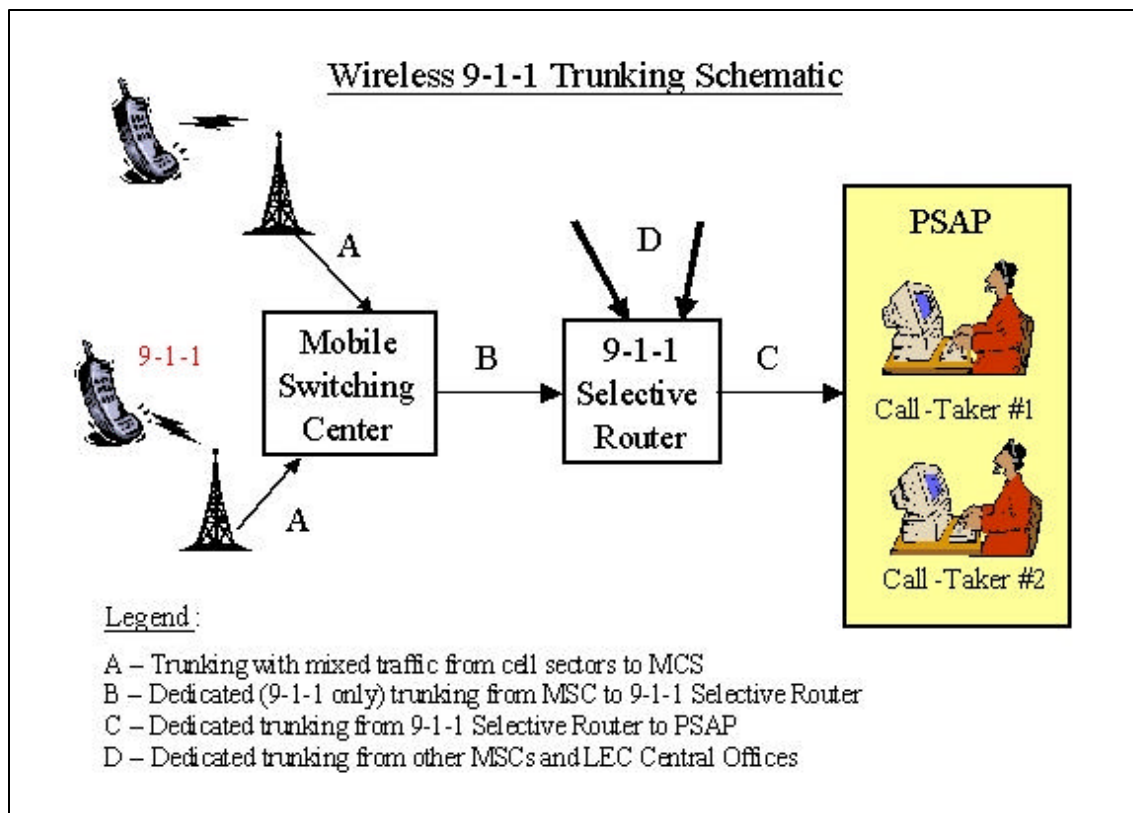 Wireless 9-1-1 Trunking Schematic
A
D
PSAP
9-1-1
Mobile
Switching
Center
B
9-1-1
Selective
Router
C
Call -Taker #1
A
Call -Taker #2
Legend :
A – Trunking with mixed traffic from cell sectors to MCS
B – Dedicated (9-1-1 only) trunking from MSC to 9-1-1 Selective Router
C – Dedicated trunking from 9-1-1 Selective Router to PSAP
D – Dedicated trunking from other MSCs and LEC Central Offices